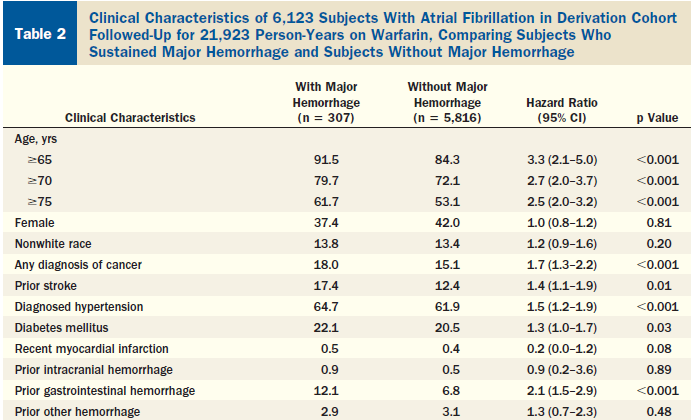 Table 2
Clinical Characteristics of 6,123 Subjects With Atrial Fibrillation in Derivation Cohort
Followed-Up for 21,923 Person-Years on Warfarin, Comparing Subjects Who
Sustained Major Hemorrhage and Subjects Without Major Hemorrhage
Clinical Characteristics
With Major
Hemorrhage
(n = 307)
Without Major
Hemorrhage
(n = 5,816)
Hazard Ratio
(95% CI)
p Value
Age, yrs
≥65 91.5 84.3 3.3 (2.1–5.0) <0.001
≥70 79.7 72.1 2.7 (2.0–3.7) <0.001
≥75 61.7 53.1 2.5 (2.0–3.2) <0.001
Female 37.4 42.0 1.0 (0.8–1.2) 0.81
Nonwhite race 13.8 13.4 1.2 (0.9–1.6) 0.20
Any diagnosis of cancer 18.0 15.1 1.7 (1.3–2.2) <0.001
Prior stroke 17.4 12.4 1.4 (1.1–1.9) 0.01
Diagnosed hypertension 64.7 61.9 1.5 (1.2–1.9) <0.001
Diabetes mellitus 22.1 20.5 1.3 (1.0–1.7) 0.03
Recent myocardial infarction 0.5 0.4 0.2 (0.0–1.2) 0.08
Prior intracranial hemorrhage 0.9 0.5 0.9 (0.2–3.6) 0.89
Prior gastrointestinal hemorrhage 12.1 6.8 2.1 (1.5–2.9) <0.001
Prior other hemorrhage 2.9 3.1 1.3 (0.7–2.3) 0.48